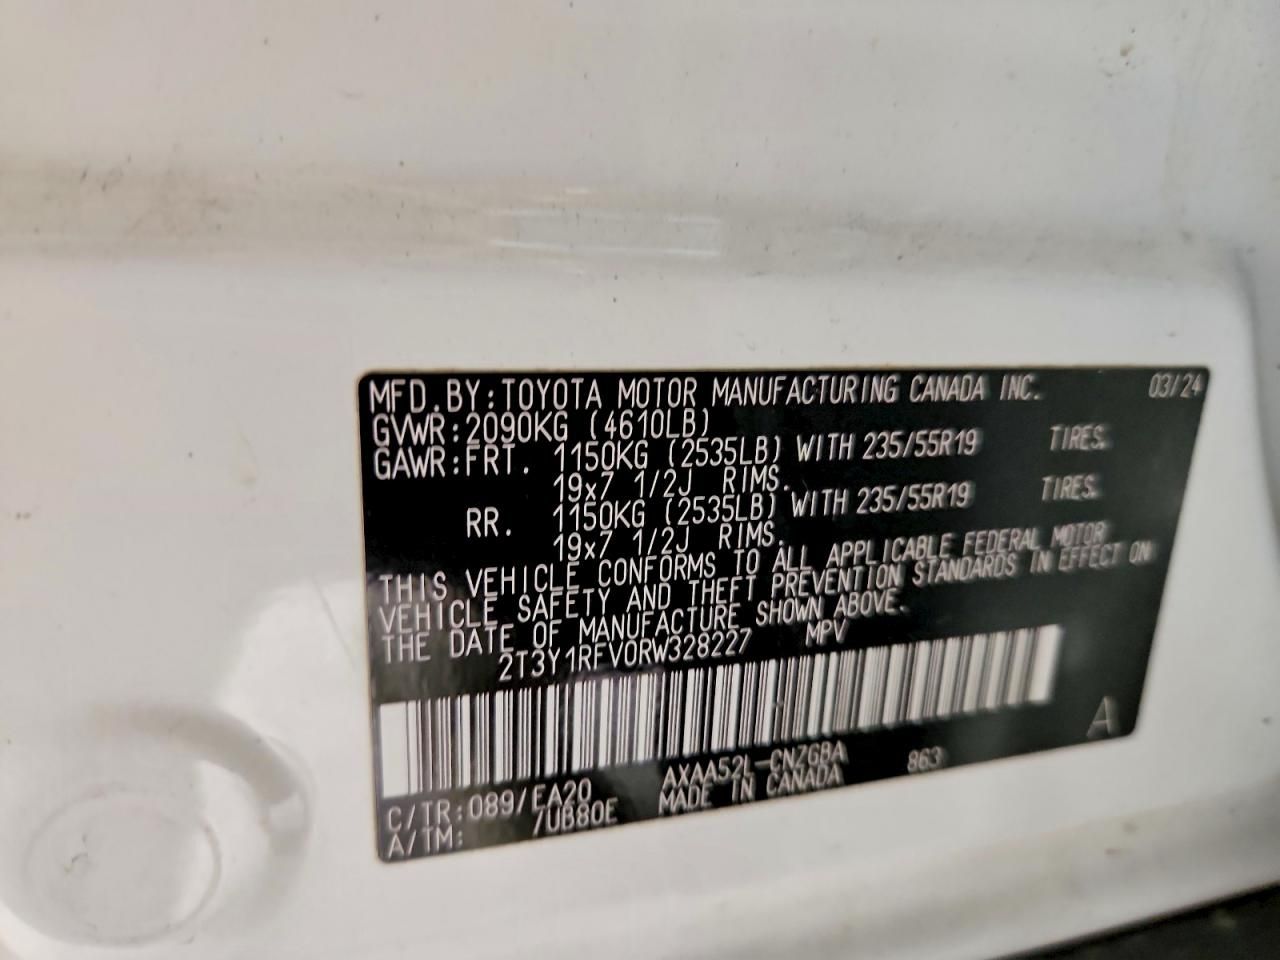 MFD.BY:TOYOTA MOTOR MANUFACTURING CANADA INC. 03/24
GVWR:2090KG (4610LB)
GAWR:FRT. 1150KG (2535LB) WITH 235/55R19 TIRES.
19x7 1/2J RIMS.
RR. 1150KG (2535LB) WITH 235/55R19 TIRES.
19x7 1/2J RIMS.
THIS VEHICLE CONFORMS TO ALL APPLICABLE FEDERAL MOTOR
VEHICLE SAFETY AND THEFT PREVENTION STANDARDS IN EFFECT ON
THE DATE OF MANUFACTURE SHOWN ABOVE.
2T3Y1RFV0RW328227 MPV
A
C/TR:089/EA20 AXAA52L-CNZGBA 863
A/TM: /UB80E MADE IN CANADA